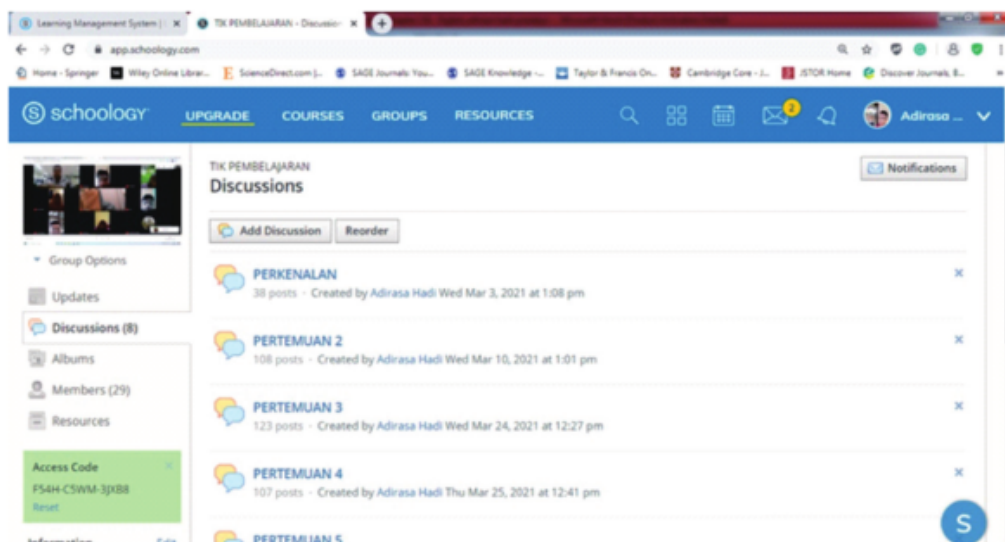 Learning Management System |
TIK PEMBELAJARAN - Discussion
app.schoology.com
Home - Springer Wiley Online Librar... ScienceDirect.com |... SAGE Journals: You... SAGE Knowledge -... Taylor & Francis On... Cambridge Core - J... JSTOR Home Discover Journals, B...
schoology UPGRADE COURSES GROUPS RESOURCES 2 Adirasa ...
TIK PEMBELAJARAN
Discussions
Notifications
Add Discussion Reorder
Group Options
Updates
Discussions (8)
Albums
Members (29)
Resources
Access Code
F54H-C5WM-3JXB8
Reset
Information Edit
PERKENALAN
38 posts · Created by Adirasa Hadi Wed Mar 3, 2021 at 1:08 pm
PERTEMUAN 2
108 posts · Created by Adirasa Hadi Wed Mar 10, 2021 at 1:01 pm
PERTEMUAN 3
123 posts · Created by Adirasa Hadi Wed Mar 24, 2021 at 12:27 pm
PERTEMUAN 4
107 posts · Created by Adirasa Hadi Thu Mar 25, 2021 at 12:41 pm
PERTEMUAN 5
S